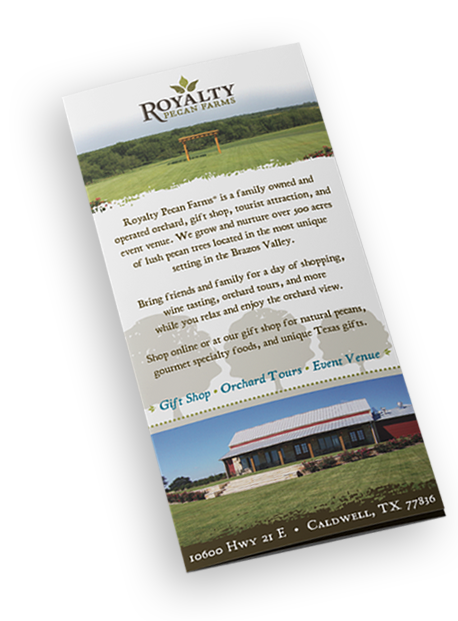 ROYALTY
PECAN FARMS
Royalty Pecan Farms® is a family owned and
operated orchard, gift shop, tourist attraction, and
event venue. We grow and nurture over 500 acres
of lush pecan trees located in the most unique
setting in the Brazos Valley.
Bring friends and family for a day of shopping,
wine tasting, orchard tours, and more
while you relax and enjoy the orchard view.
Shop online or at our gift shop for natural pecans,
gourmet specialty foods, and unique Texas gifts.
Gift Shop • Orchard Tours • Event Venue
10600 HWY 21 E • CALDWELL, TX 77836